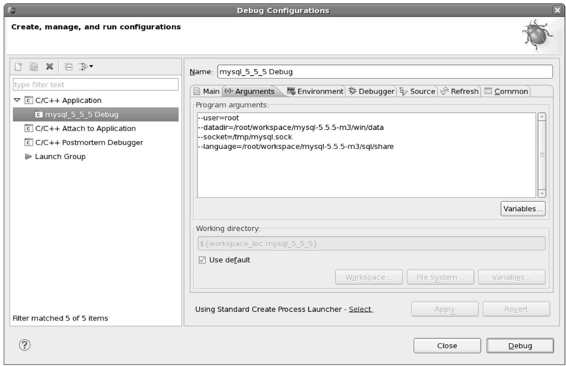 Debug Configurations
Create, manage, and run configurations
type filter text
C/C++ Application
mysql_5_5_5 Debug
C/C++ Attach to Application
C/C++ Postmortem Debugger
Launch Group
Filter matched 5 of 5 items
Name: mysql_5_5_5 Debug
Main Arguments Environment Debugger Source Refresh Common
Program arguments:
--user=root
--datadir=/root/workspace/mysql-5.5.5-m3/win/data
--socket=/tmp/mysql.sock
--language=/root/workspace/mysql-5.5.5-m3/sql/share
Variables...
Working directory:
${workspace_loc:mysql_5_5_5}
Use default
Workspace... File System... Variables...
Using Standard Create Process Launcher - Select...
Apply Revert
Close Debug